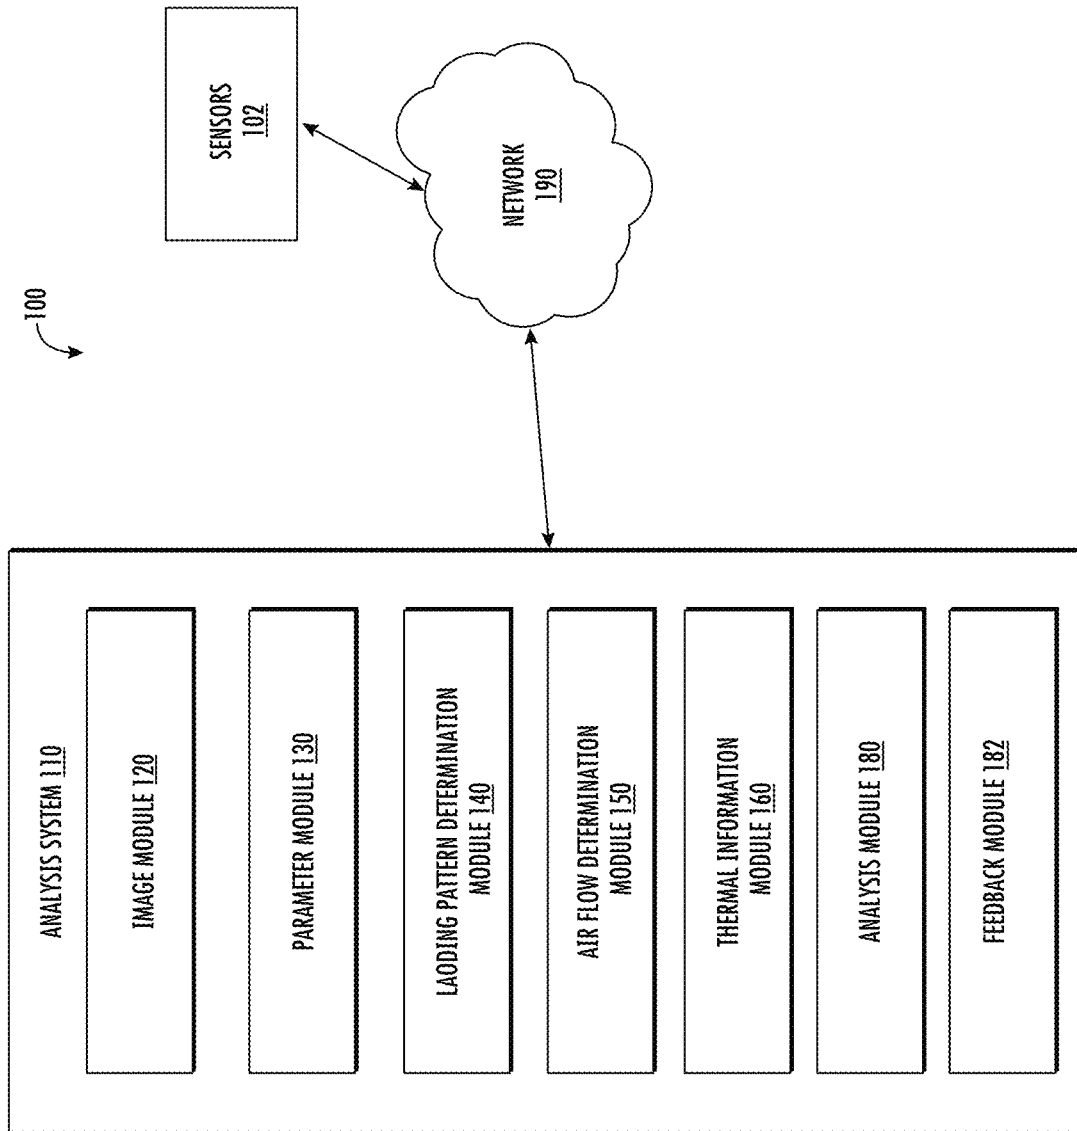 100
SENSORS
102
NETWORK
190
ANALYSIS SYSTEM 110
IMAGE MODULE 120
PARAMETER MODULE 130
LAODING PATTERN DETERMINATION
MODULE 140
AIR FLOW DETERMINATION
MODULE 150
THERMAL INFORMATION
MODULE 160
ANALYSIS MODULE 180
FEEDBACK MODULE 182